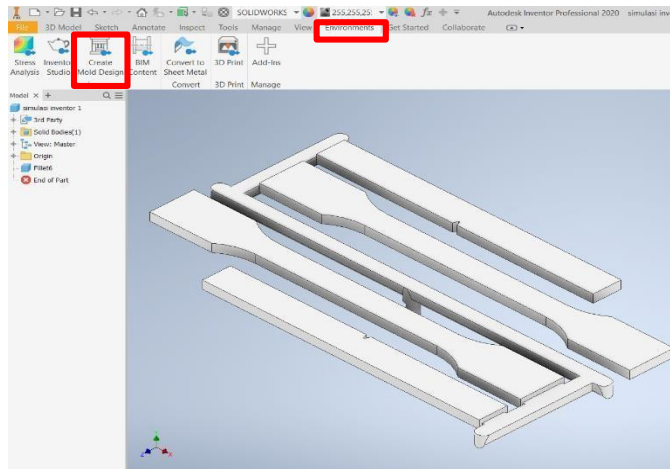 SOLIDWORKS 255,255,25: Autodesk Inventor Professional 2020 simulasi inv
File 3D Model Sketch Annotate Inspect Tools Manage View Environments Get Started Collaborate
Stress Analysis
Inventor Studio
Create Mold Design
BIM Content
Convert to Sheet Metal
3D Print
Add-Ins
Convert 3D Print Manage
Model × +
simulasi inventor 1
3rd Party
Solid Bodies(1)
View: Master
Origin
Fillet6
End of Part